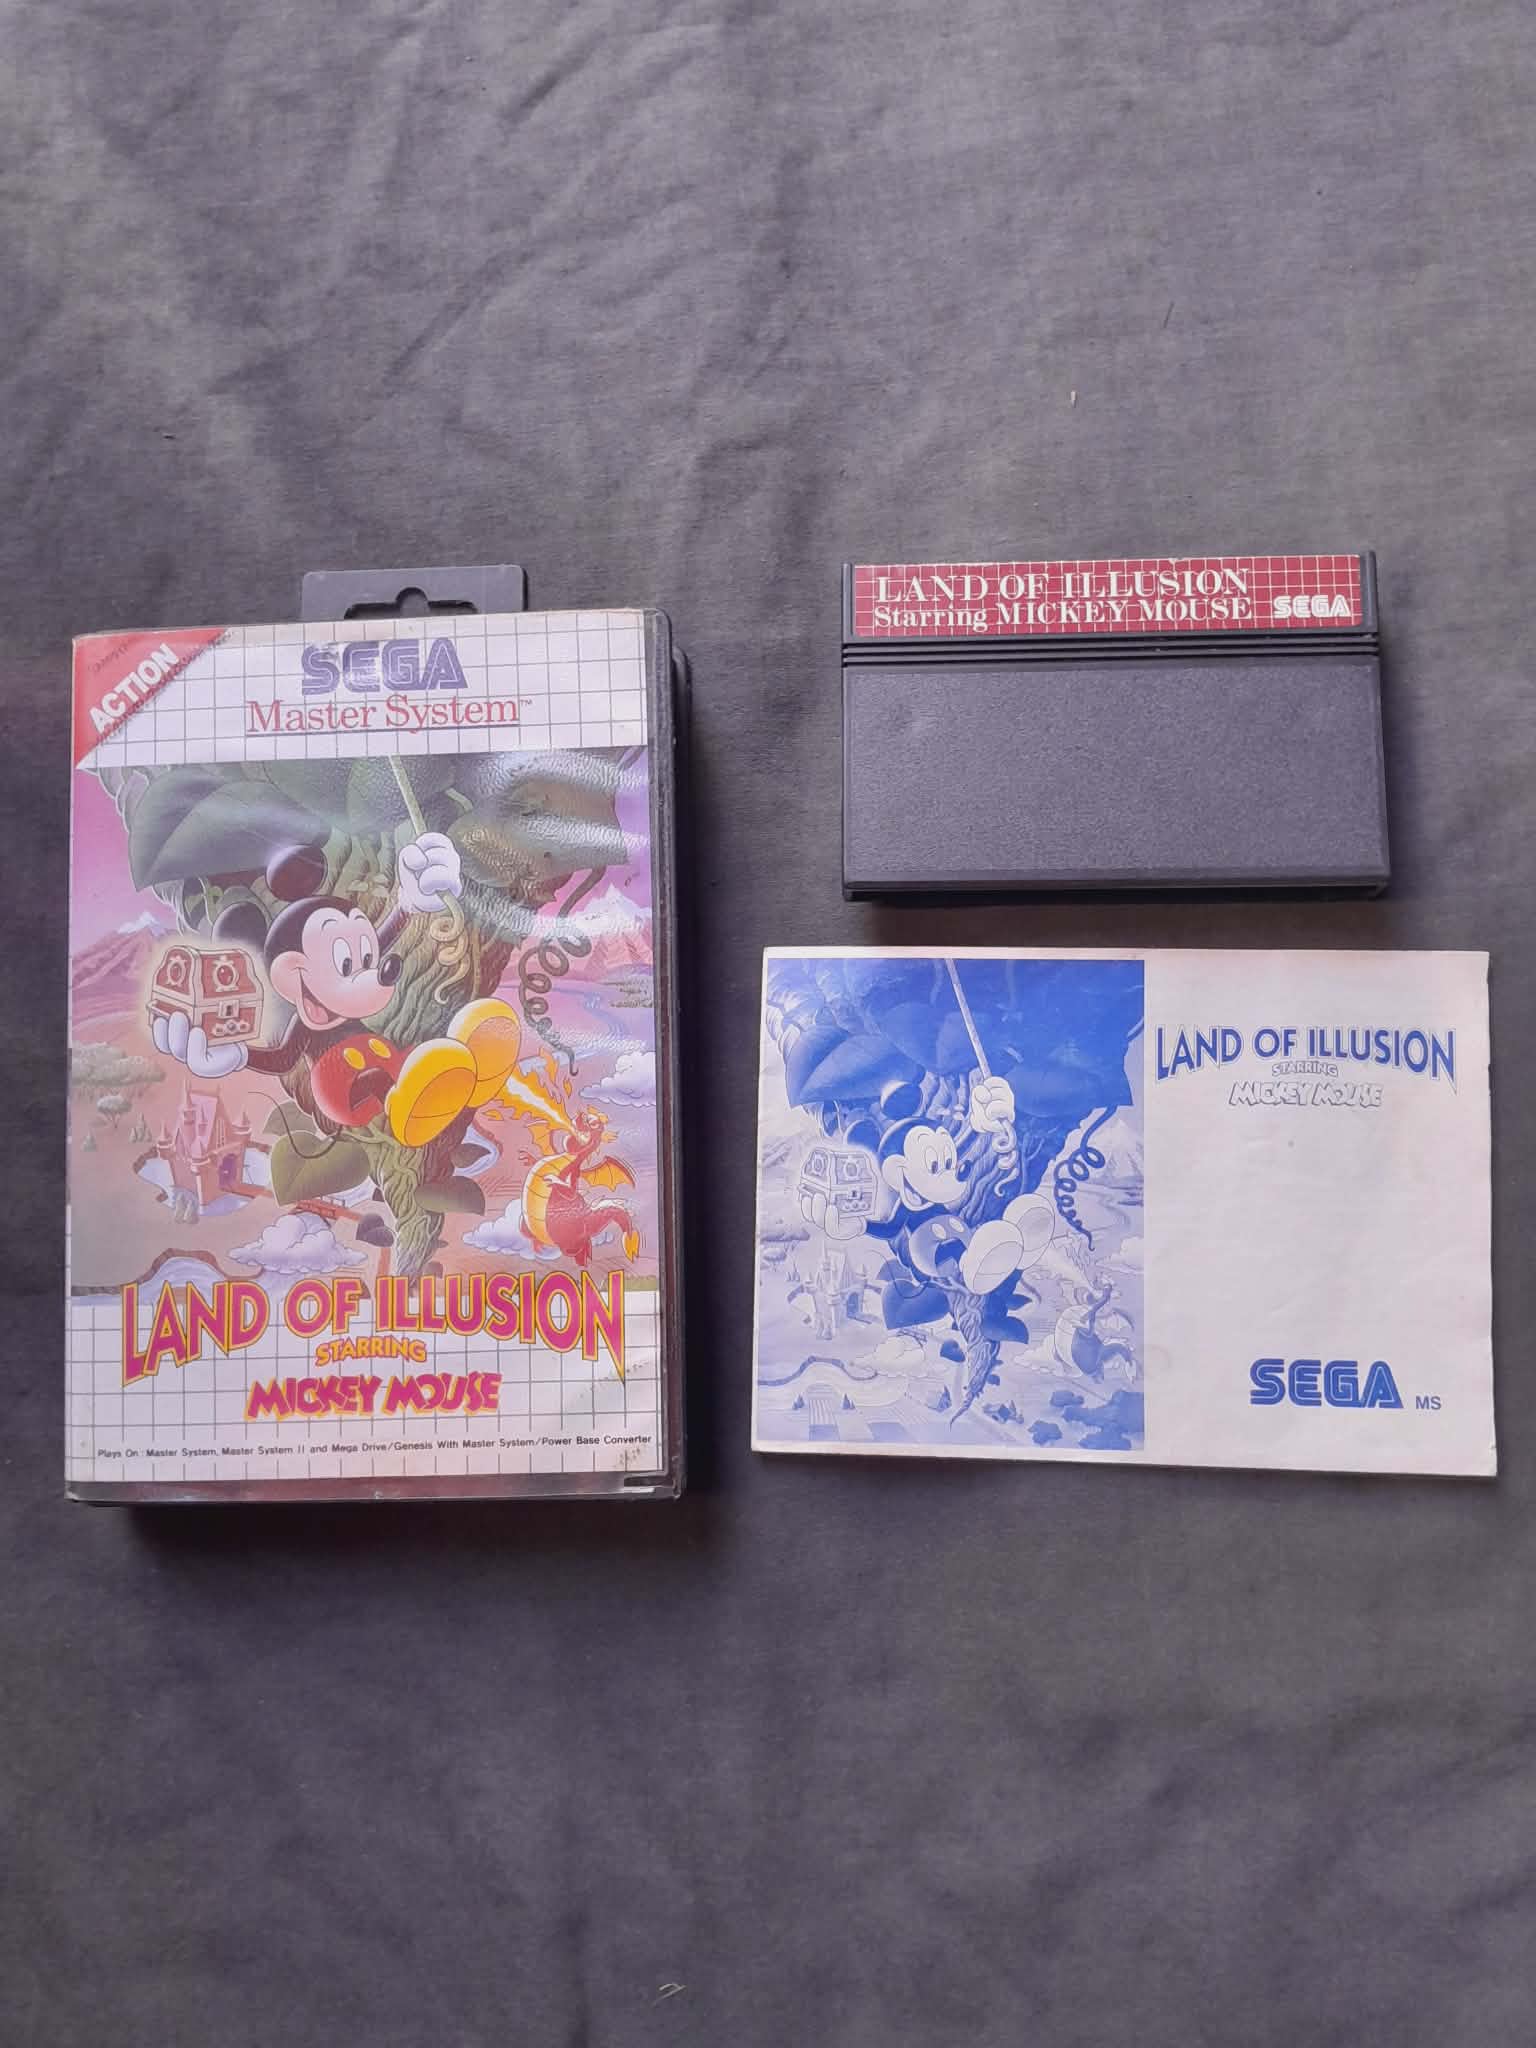 ACTION
SEGA
Master System™
LAND OF ILLUSION
STARRING
MICKEY MOUSE
Plays On : Master System, Master System II and Mega Drive/Genesis With Master System/Power Base Converter
LAND OF ILLUSION
Starring MICKEY MOUSE SEGA
LAND OF ILLUSION
STARRING
MICKEY MOUSE
SEGA MS